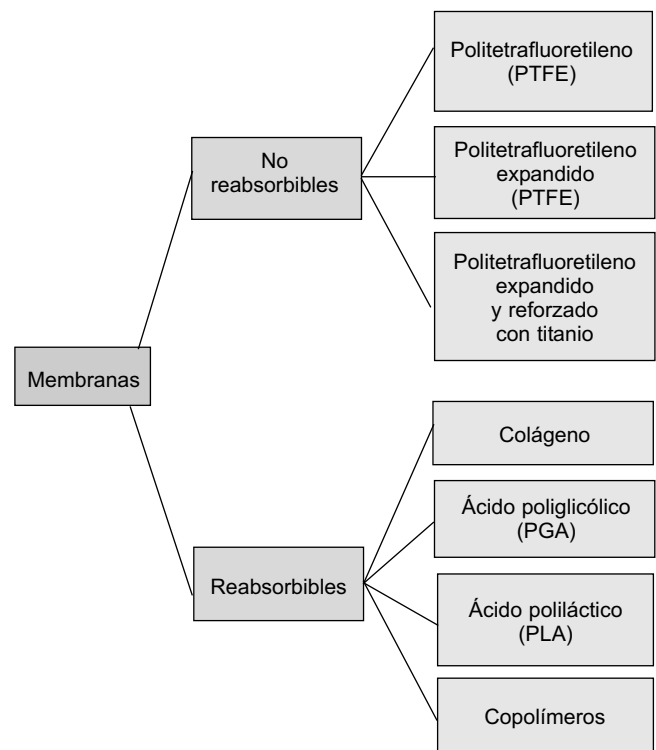 Politetrafluoretileno
(PTFE)
No
reabsorbibles
Politetrafluoretileno
expandido
(PTFE)
Politetrafluoretileno
expandido
y reforzado
con titanio
Membranas
Colágeno
Ácido poliglicólico
(PGA)
Reabsorbibles
Ácido poliláctico
(PLA)
Copolímeros